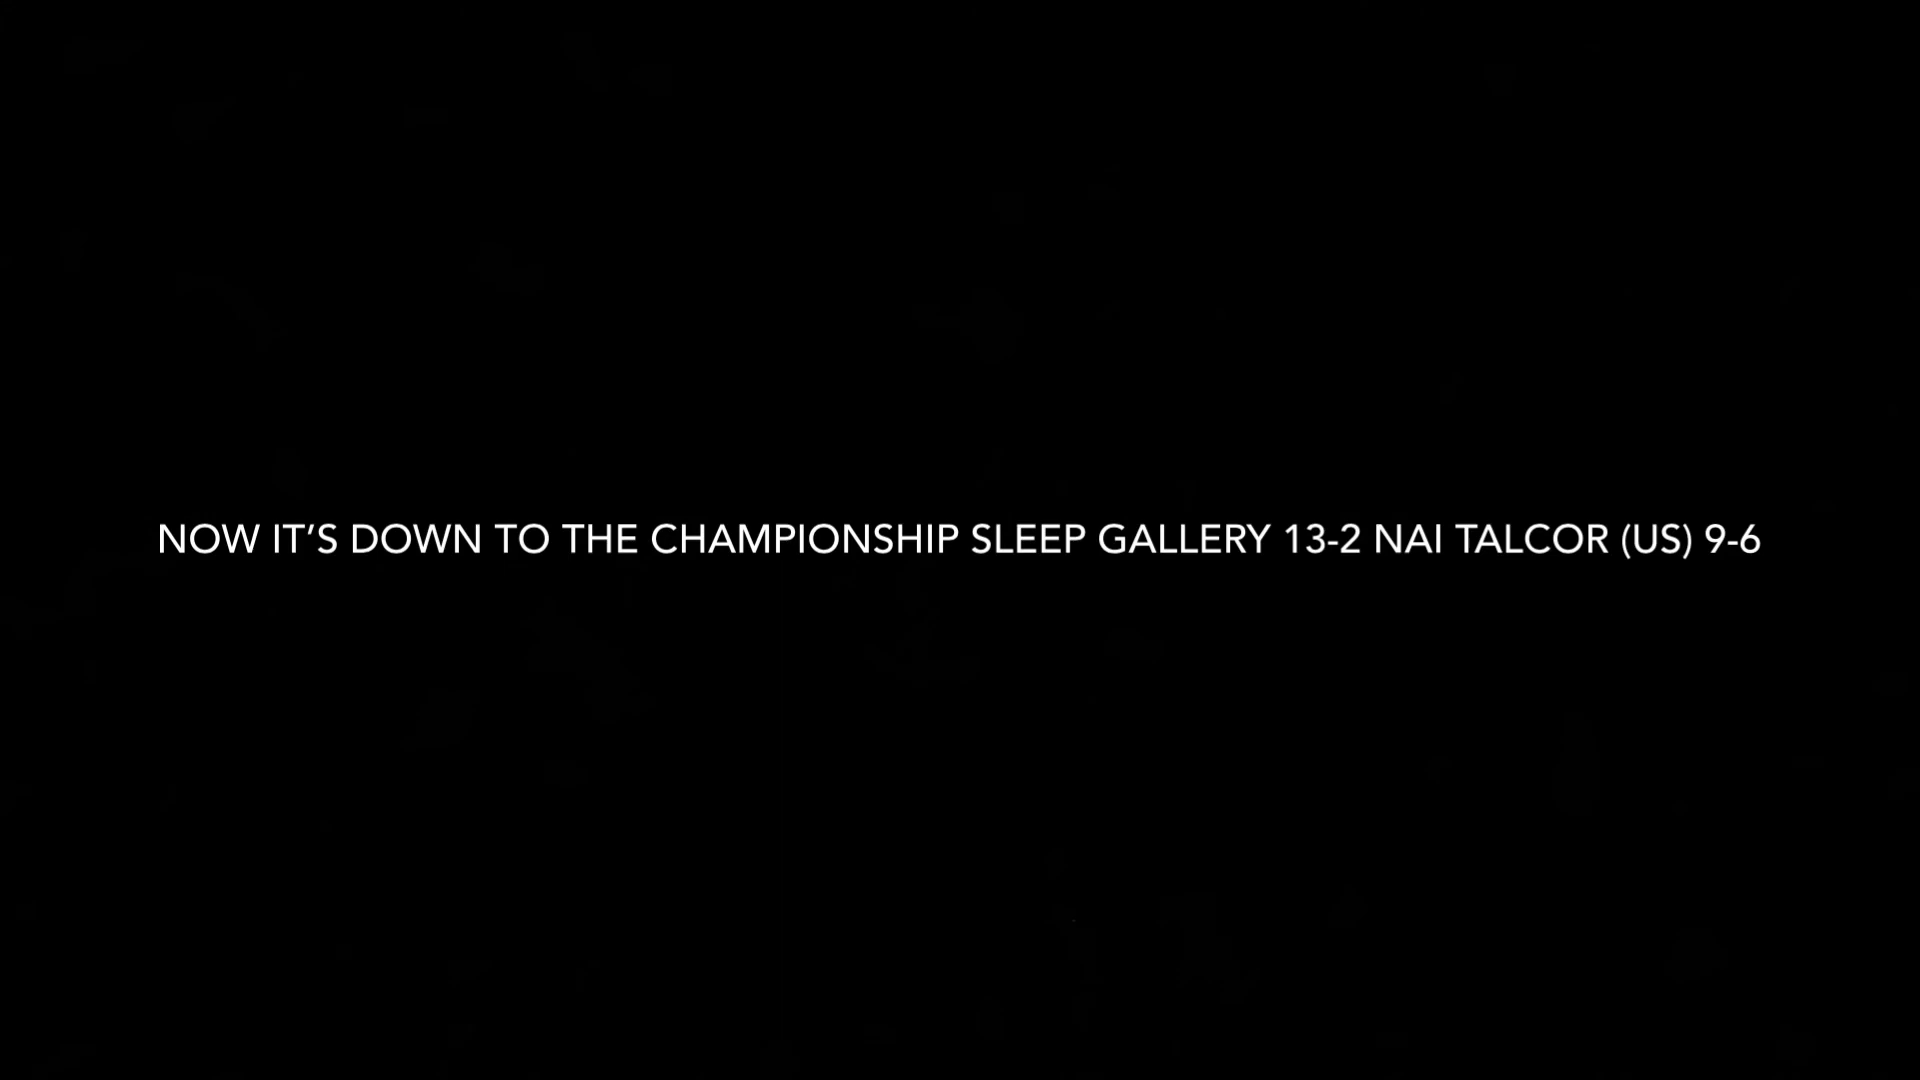 NOW IT’S DOWN TO THE CHAMPIONSHIP SLEEP GALLERY 13-2 NAI TALCOR (US) 9-6